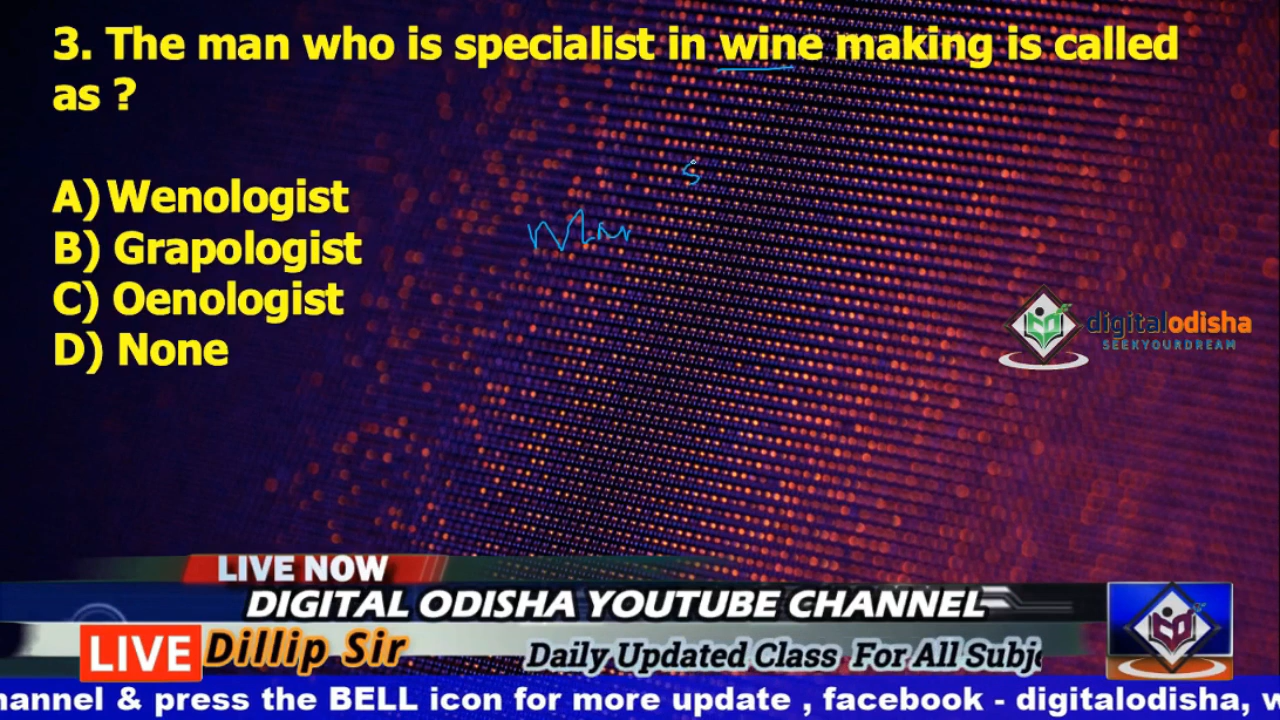 3. The man who is specialist in wine making is called
as ?
A) Wenologist
B) Grapologist
C) Oenologist
D) None
digitalodisha
SEEKYOURDREAM
LIVE NOW
DIGITAL ODISHA YOUTUBE CHANNEL
LIVE Dillip Sir Daily Updated Class For All Subje
hannel & press the BELL icon for more update , facebook - digitalodisha, w